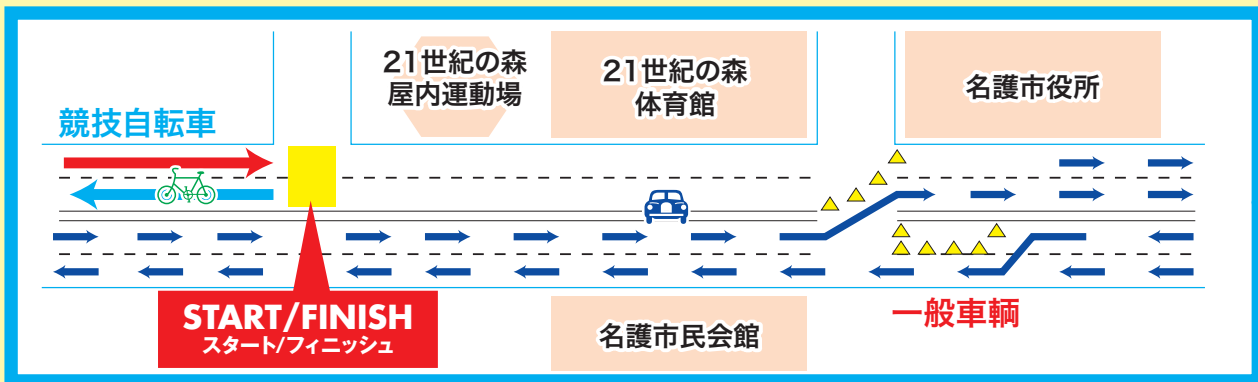 21世紀の森
屋内運動場
21世紀の森
体育館
名護市役所
競技自転車
START/FINISH
スタート/フィニッシュ
名護市民会館
一般車輌